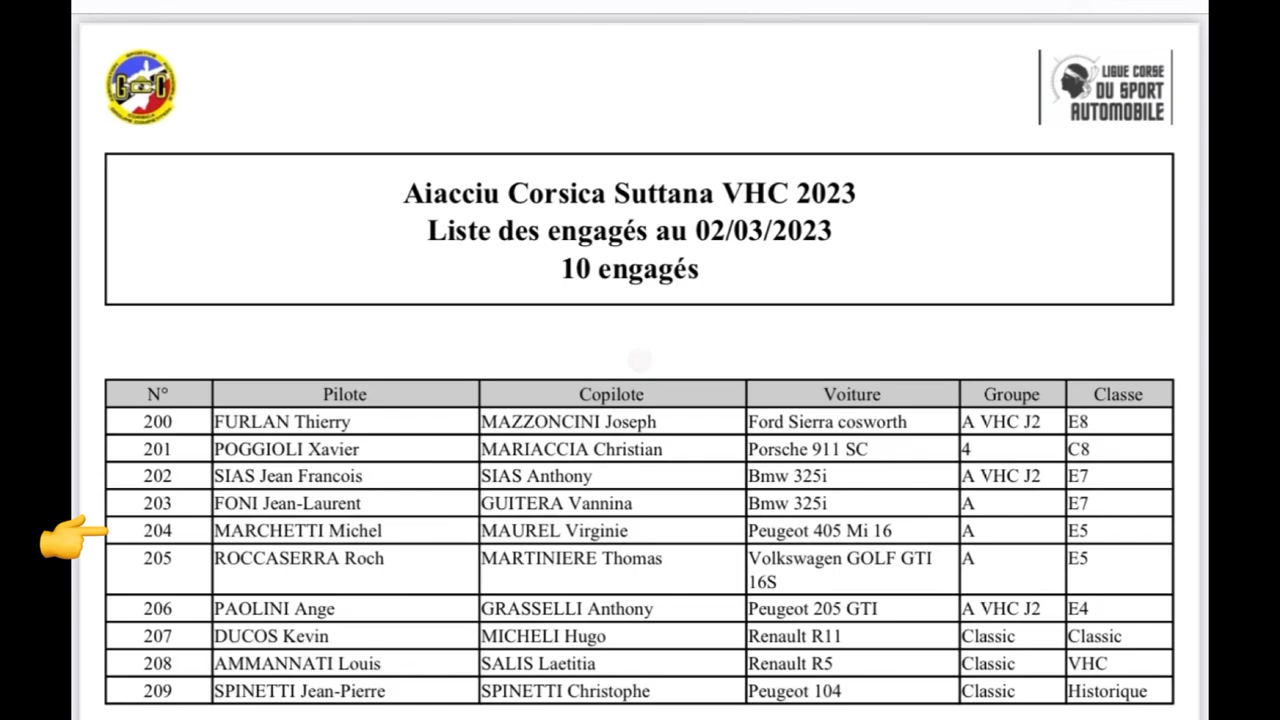 LIGUE CORSE
DU SPORT
AUTOMOBILE
Aiacciu Corsica Suttana VHC 2023
Liste des engagés au 02/03/2023
10 engagés
N° Pilote Copilote Voiture Groupe Classe
200 FURLAN Thierry MAZZONCINI Joseph Ford Sierra cosworth A VHC J2 E8
201 POGGIOLI Xavier MARIACCIA Christian Porsche 911 SC 4 C8
202 SIAS Jean Francois SIAS Anthony Bmw 325i A VHC J2 E7
203 FONI Jean-Laurent GUITERA Vannina Bmw 325i A E7
204 MARCHETTI Michel MAUREL Virginie Peugeot 405 Mi 16 A E5
205 ROCCASERRA Roch MARTINIERE Thomas Volkswagen GOLF GTI A E5
16S
206 PAOLINI Ange GRASSELLI Anthony Peugeot 205 GTI A VHC J2 E4
207 DUCOS Kevin MICHELI Hugo Renault R11 Classic Classic
208 AMMANNATI Louis SALIS Laetitia Renault R5 Classic VHC
209 SPINETTI Jean-Pierre SPINETTI Christophe Peugeot 104 Classic Historique